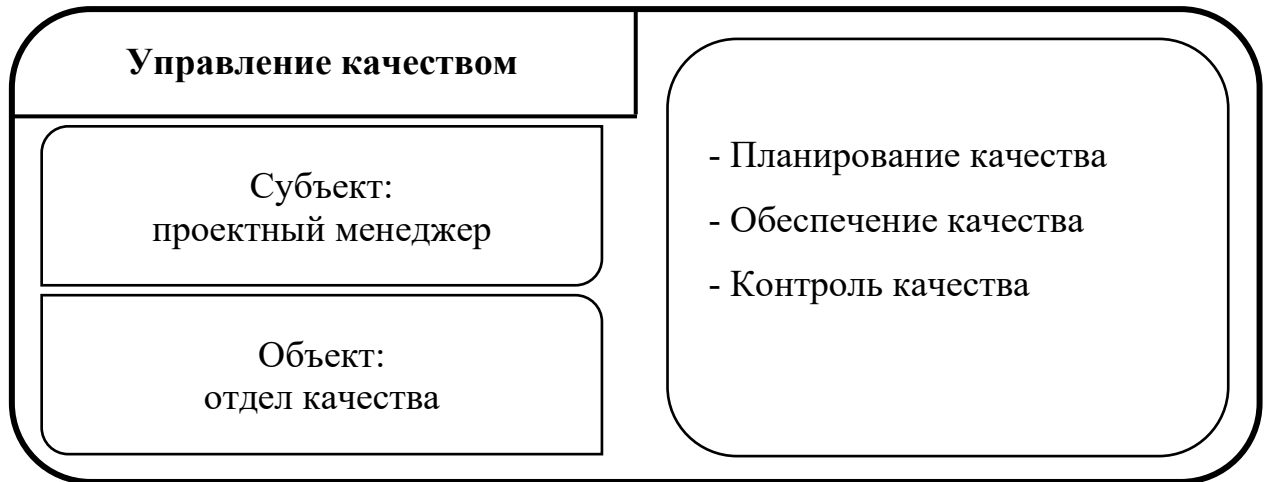 Управление качеством
Субъект:
проектный менеджер
Объект:
отдел качества
- Планирование качества
- Обеспечение качества
- Контроль качества